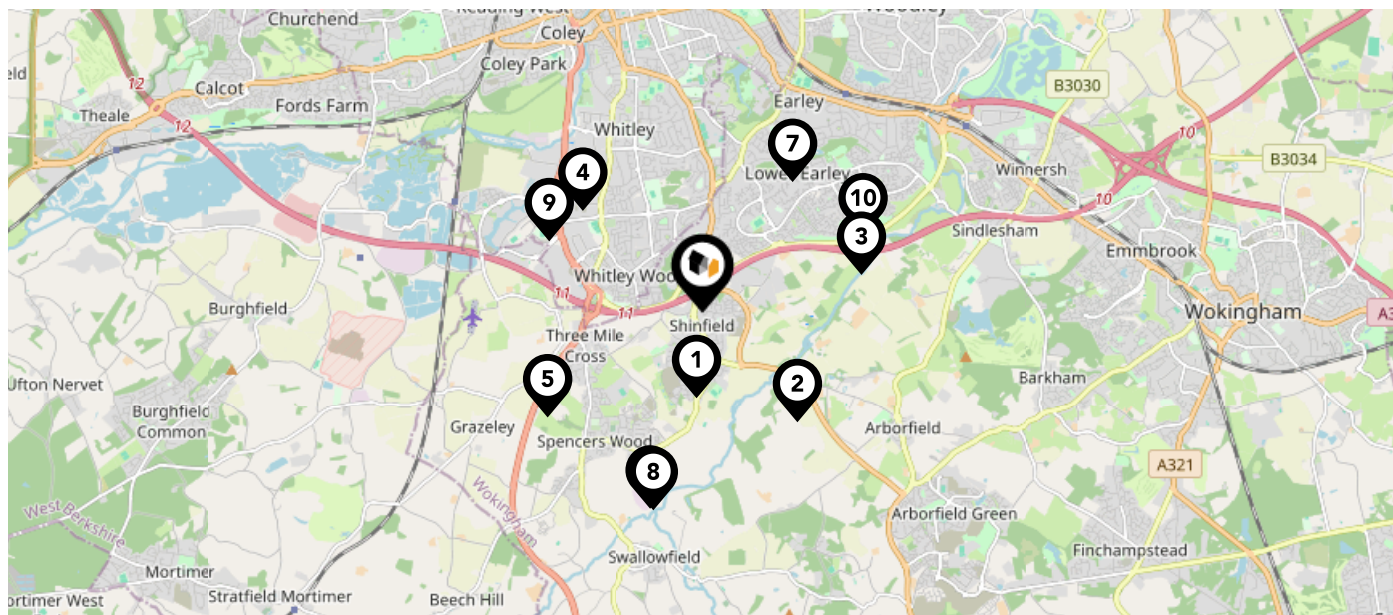 Churchend
Reading West
Woodley
Coley
Coley Park
12
Calcot
B3030
Theale
Fords Farm
Earley
12
Whitley
10
7
B3034
4
Lower Earley
Winnersh
9
10
10
3
Sindlesham
Emmbrook
Whitley Woo
11
11
Burghfield
Wokingham
A3
Shinfield
Three Mile
Cross
1
5
2
Barkham
Ufton Nervet
Burghfield
Common
Grazeley
Spencers Wood
Arborfield
8
A321
West Berkshire
Wokingham
Arborfield Green
Finchampstead
Swallowfield
Mortimer
Stratfield Mortimer
Beech Hill
ortimer West